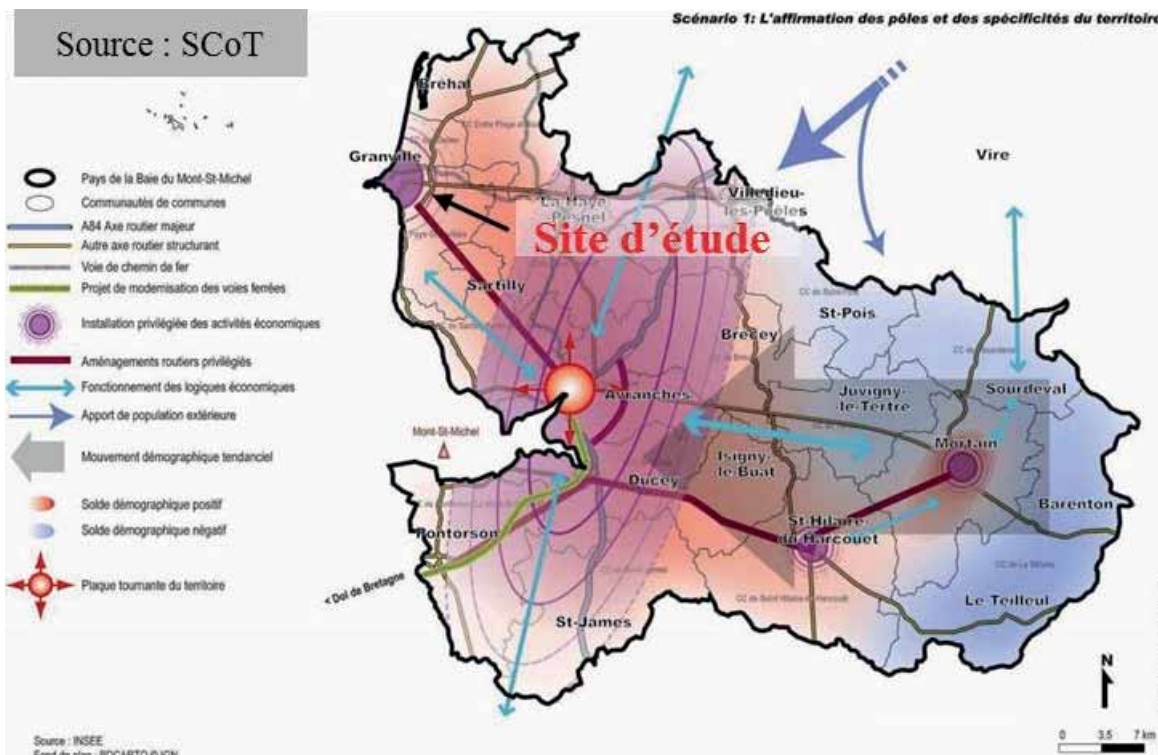 Scénario 1: L'affirmation des pôles et des spécificités du territoire
Source : SCoT
Pays de la Baie du Mont-St-Michel
Communautés de communes
A84 Axe routier majeur
Autre axe routier structurant
Voie de chemin de fer
Projet de modernisation des voies ferrées
Installation privilégiée des activités économiques
Aménagements routiers privilégiés
Fonctionnement des logiques économiques
Apport de population extérieure
Mouvement démographique tendanciel
Solde démographique positif
Solde démographique négatif
Plaque tournante du territoire
Bréhal
Granville
Vire
La Haye
-Pesnel
Villedieu-
les-Poêles
Site d'étude
Sartilly
St-Pois
Brécey
Avranches
Juvigny-
le-Tertre
Sourdeval
Mont-St-Michel
Mortain
Isigny-
le-Buat
Ducey
Barenton
Pontorson
St-Hilaire-
du Harcouet
CC de Saint Hilaire du Harcouët
< Dol de Bretagne
Le Teilleul
St-James
N
0 3,5 7 km
Source : INSEE